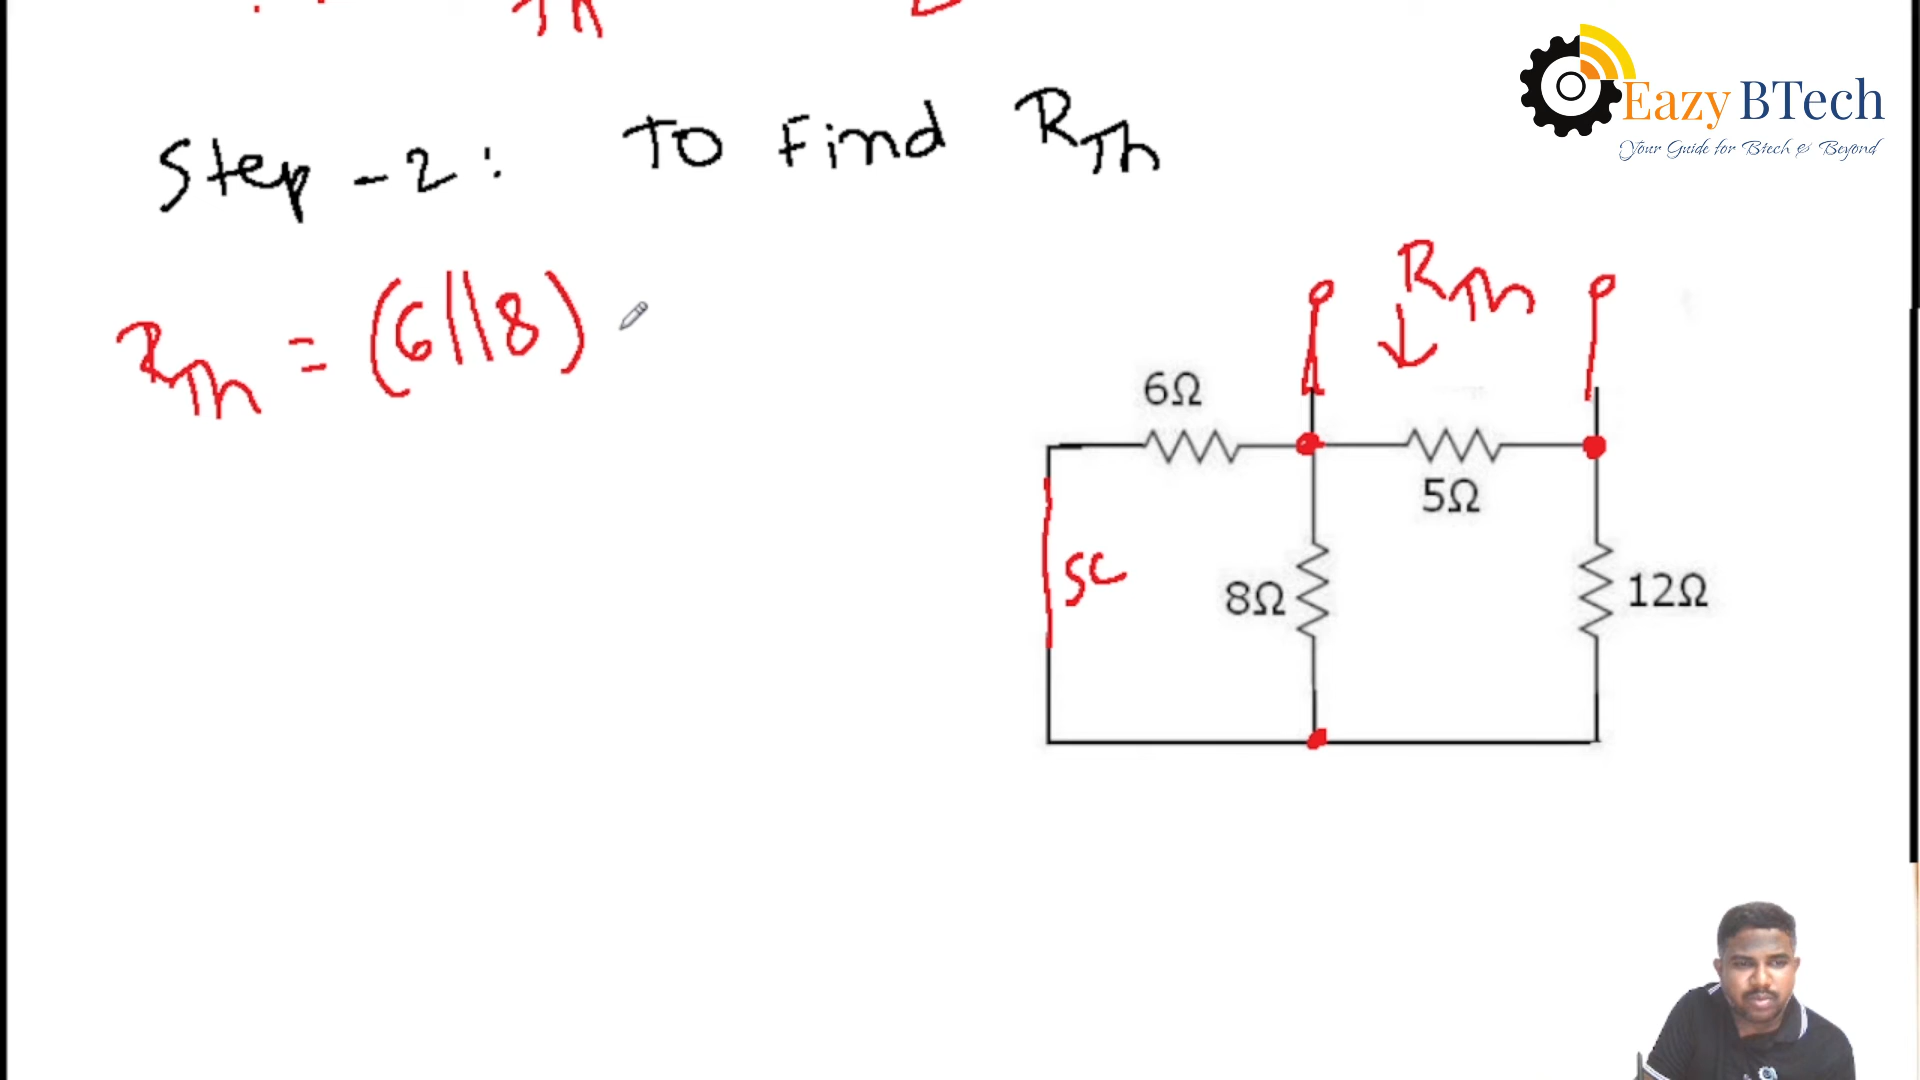 Th
Eazy BTech
Your Guide for Btech & Beyond
Step-2: To Find RTh
RTh = (6||8)
RTh
6Ω
5Ω
SC
8Ω
12Ω